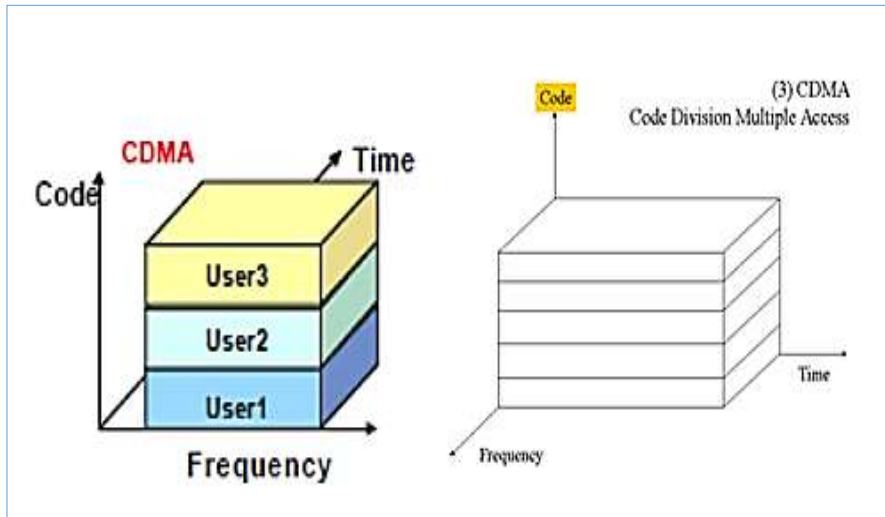 CDMA
Time
Code
User3
User2
User1
Frequency
(3) CDMA
Code Division Multiple Access
Code
Time
Frequency